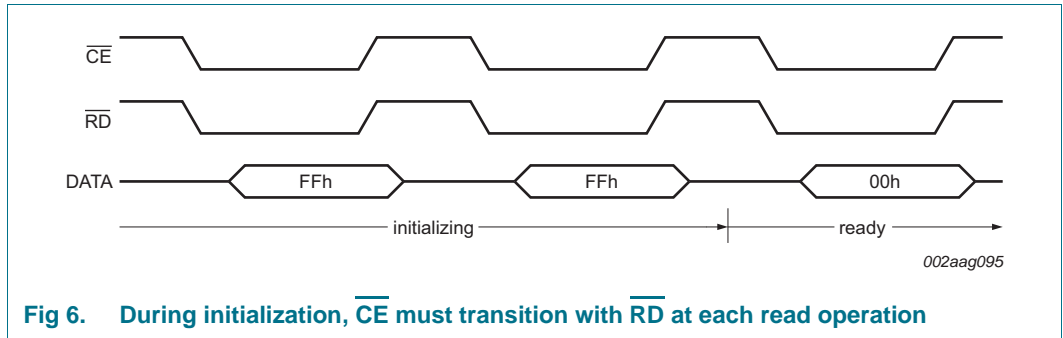 CE
RD
DATA FFh FFh 00h
initializing ready
002aag095
Fig 6. During initialization, CE must transition with RD at each read operation